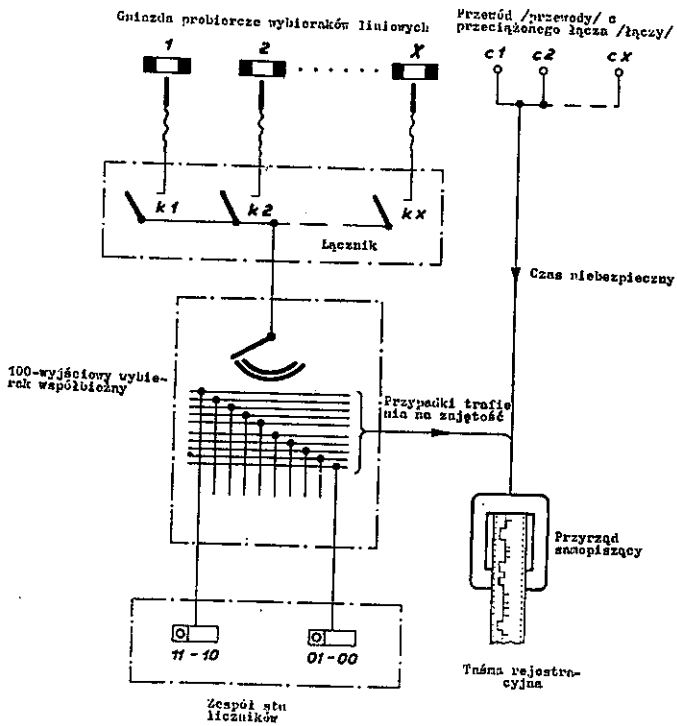 Gniazda probiercze wybieraków liniowych
Przewód /przewody/ c
przeciążonego łącza /łączy/
1
2
X
c1
c2
cx
k1
k2
kx
Łącznik
Czas niebezpieczny
100-wyjściowy wybie-
rak współbieżny
Przypadki trafie
nia na zajętość
Przyrząd
samopiszący
11-10
01-00
Taśma rejestra-
cyjna
Zespół stu
liczników